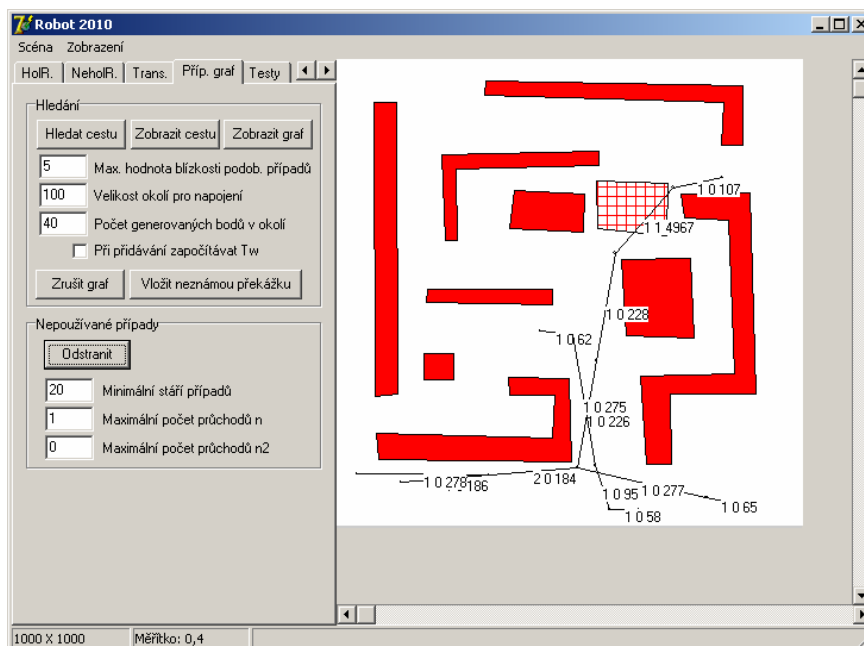 Robot 2010
Scéna Zobrazení
HolR. NeholR. Trans. Příp. graf Testy
Hledání
Hledat cestu Zobrazit cestu Zobrazit graf
5 Max. hodnota blízkosti podob. případů
100 Velikost okolí pro napojení
40 Počet generovaných bodů v okolí
Při přidávání započítávat Tw
Zrušit graf Vložit neznámou překážku
Nepoužívané případy
Odstranit
20 Minimální stáří případů
1 Maximální počet průchodů n
0 Maximální počet průchodů n2
1 0 107
1 1_4967
1 0 228
1 0 62
1 0 275
1 0 226
1 0 278
186
2 0 184
1 0 95
1 0 277
1 0 65
1 0 58
1000 X 1000 Měřítko: 0,4